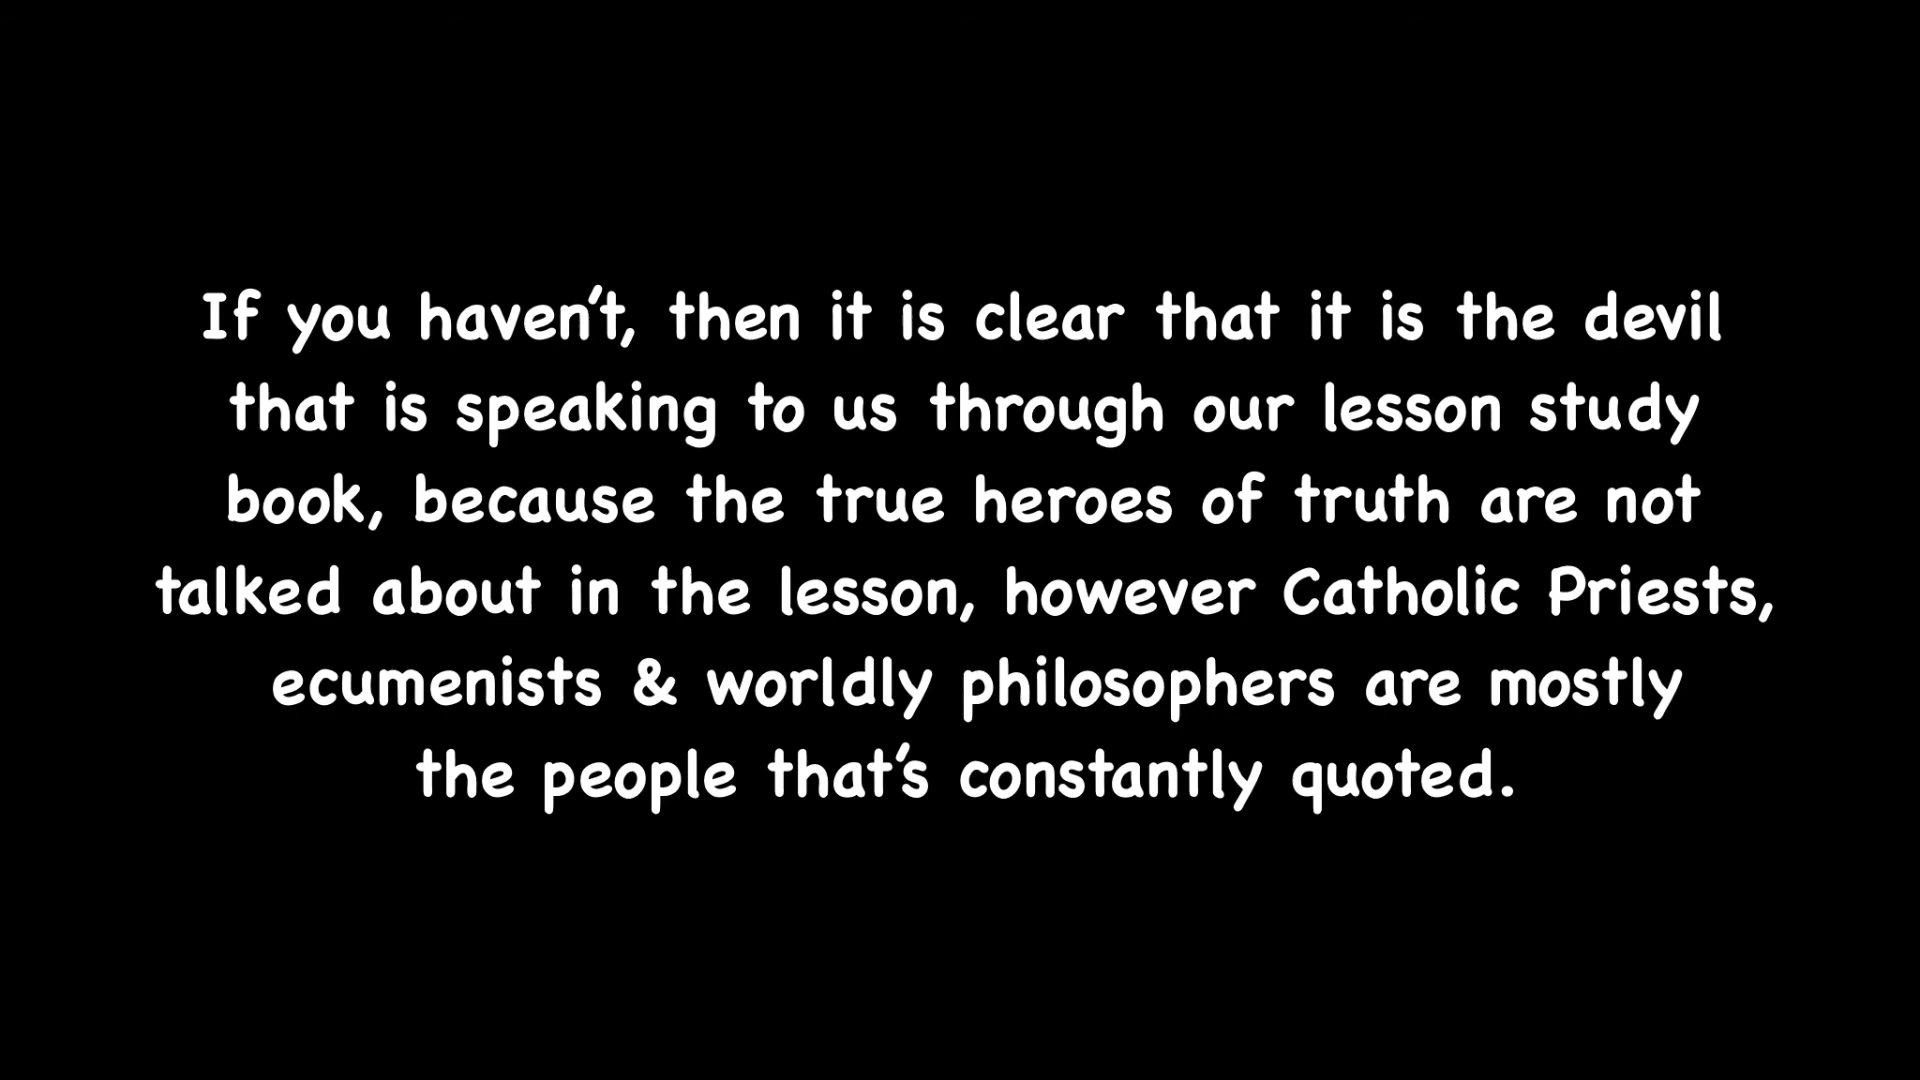 If you haven't, then it is clear that it is the devil
that is speaking to us through our lesson study
book, because the true heroes of truth are not
talked about in the lesson, however Catholic Priests,
ecumenists & worldly philosophers are mostly
the people that's constantly quoted.